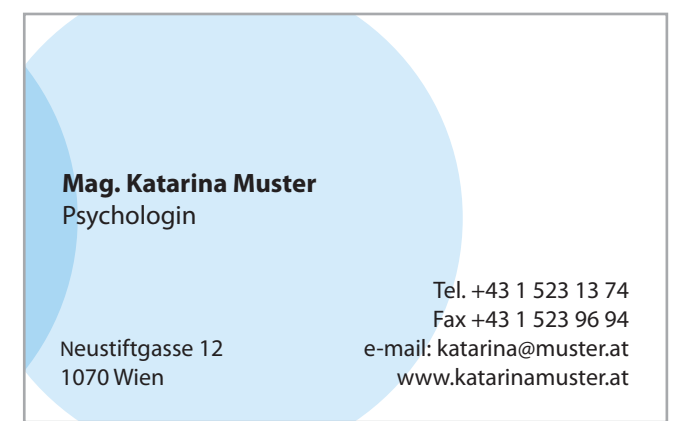 Mag. Katarina Muster
Psychologin
Tel. +43 1 523 13 74
Fax +43 1 523 96 94
Neustiftgasse 12
e-mail: katarina@muster.at
1070 Wien
www.katarinamuster.at